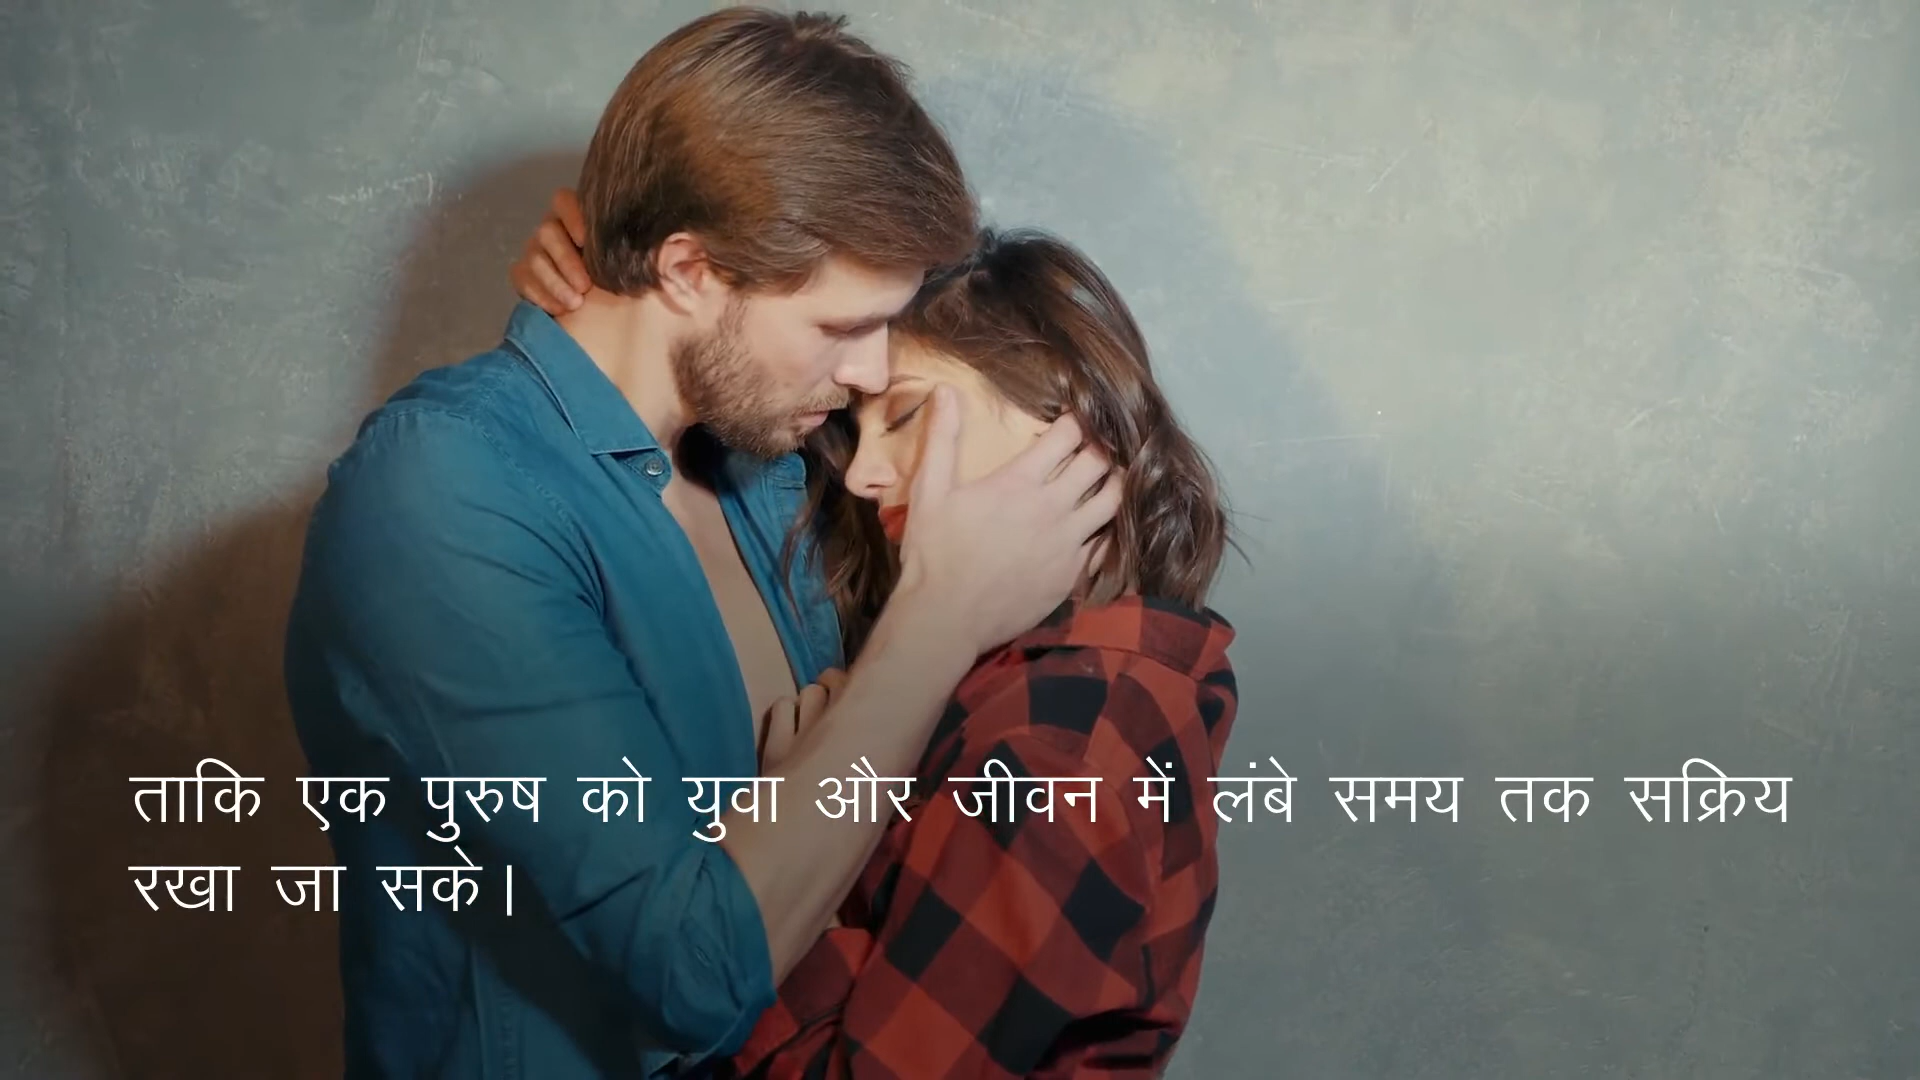 ताकि एक पुरुष को युवा और जीवन में लंबे समय तक सक्रिय
रखा जा सके।